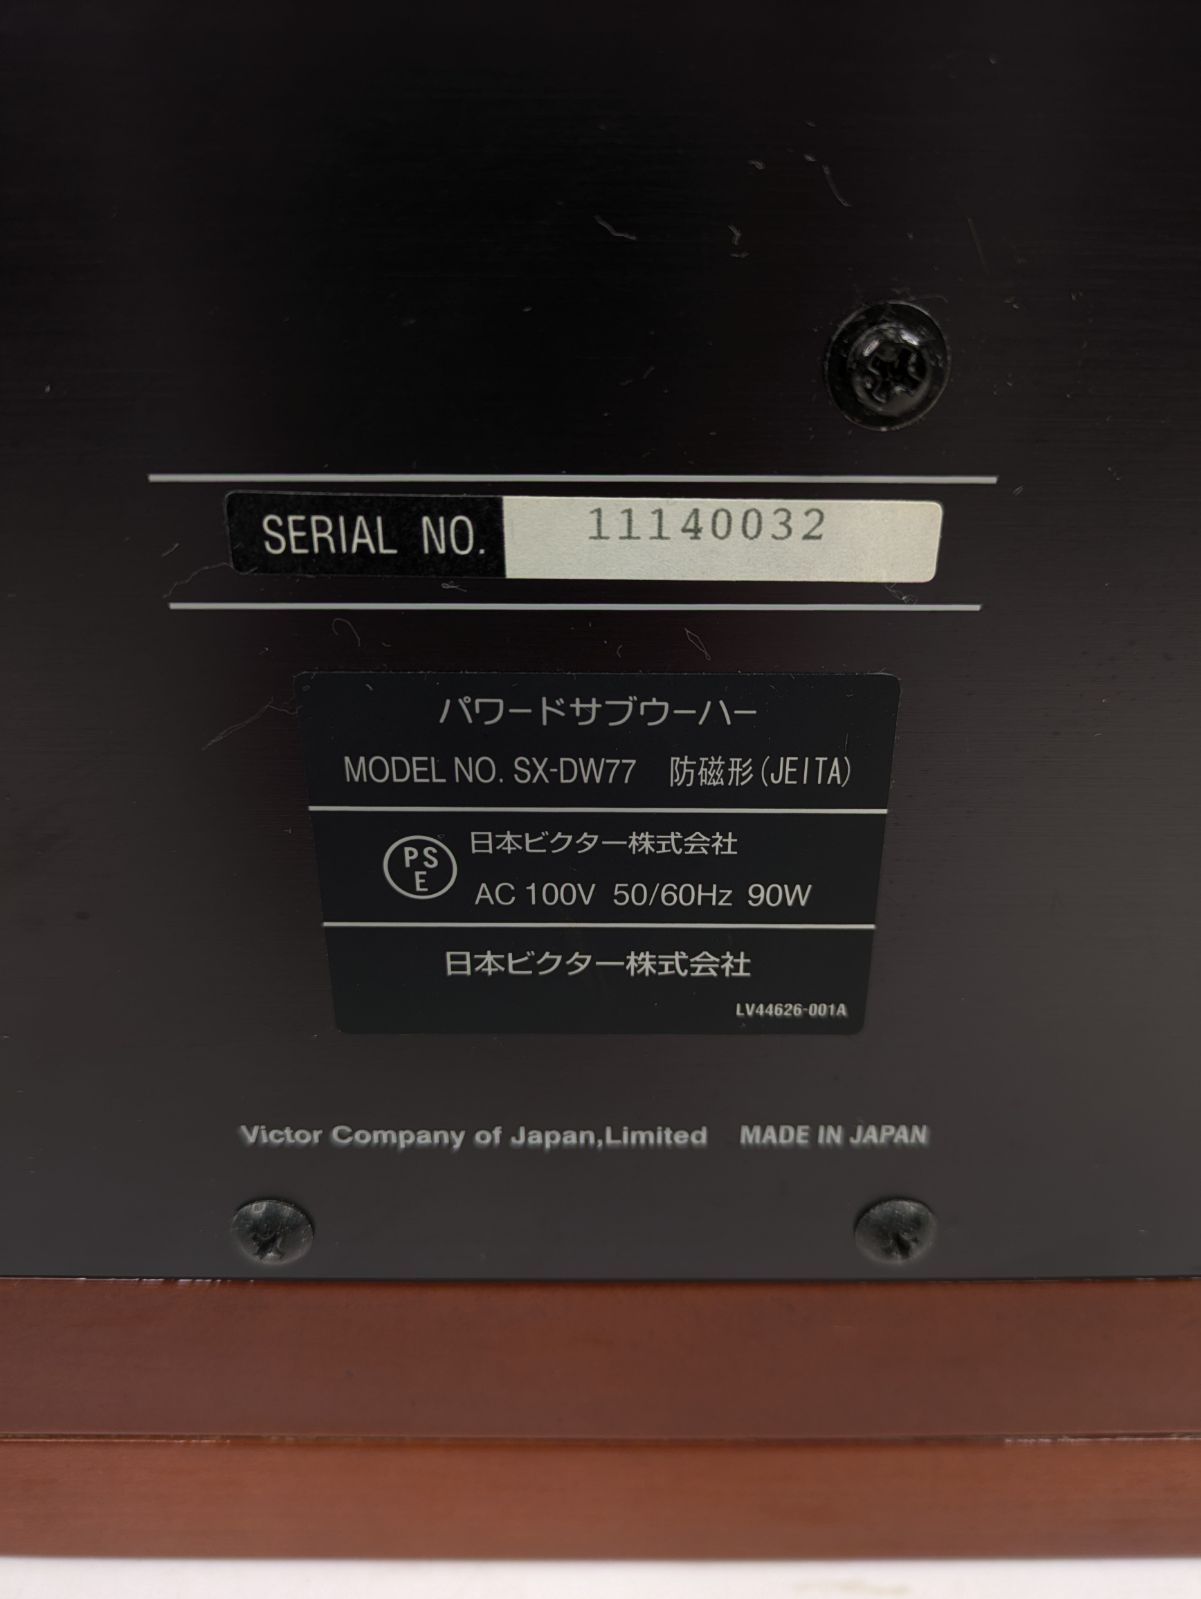 SERIAL NO. 11140032
パワードサブウーハー
MODEL NO. SX-DW77 防磁形(JEITA)
PS
E
日本ビクター株式会社
AC 100V 50/60Hz 90W
日本ビクター株式会社
LV44626-001A
Victor Company of Japan,Limited MADE IN JAPAN